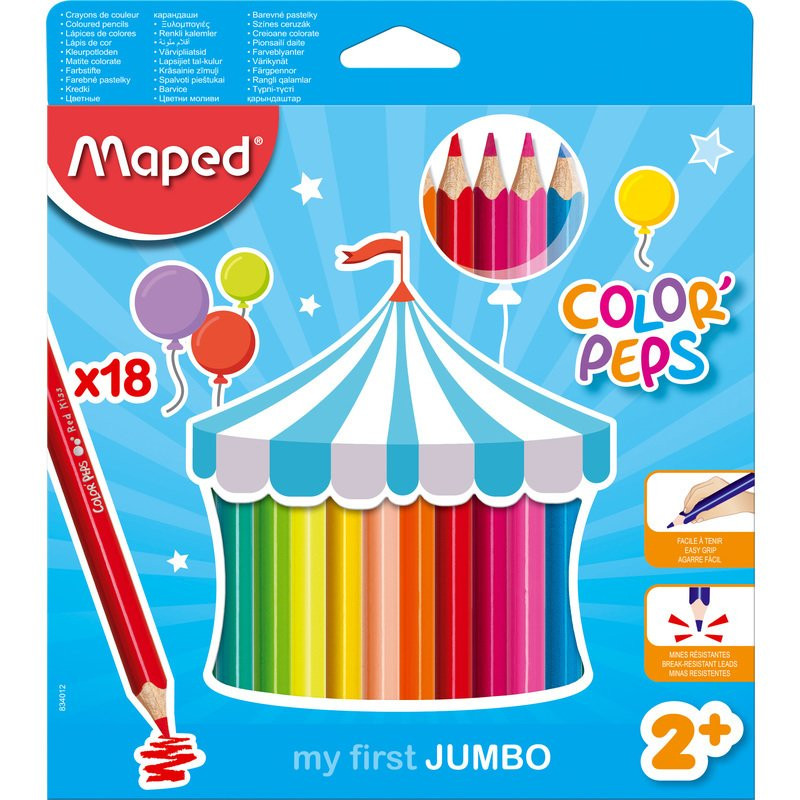 • Crayons de couleur
• Coloured pencils
• Lápices de colores
• Lápis de cor
• Kleurpotloden
• Matite colorate
• Farbstifte
• Farebné pastelky
• Kredki
• Цветные
карандаши
• Ξυλομπογιές
• Renkli kalemler
• أقلام ملونة
• Värvipliiatsid
• Lapsijiet tal-kulur
• Krāsainie zīmuļi
• Spalvoti pieštukai
• Barvice
• Цветни моливи
• Barevné pastelky
• Színes ceruzák
• Creioane colorate
• Pionsailí daite
• Farveblyanter
• Värikynät
• Färgpennor
• Rangli qalamlar
• Түрлі-түсті
қарындаштар
Maped®
COLOR'
PEPS
x18
COLOR'PEPS Red Kiss
FACILE À TENIR
EASY GRIP
AGARRE FÁCIL
MINES RÉSISTANTES
BREAK-RESISTANT LEADS
MINAS RESISTENTES
834012
2+
my first JUMBO